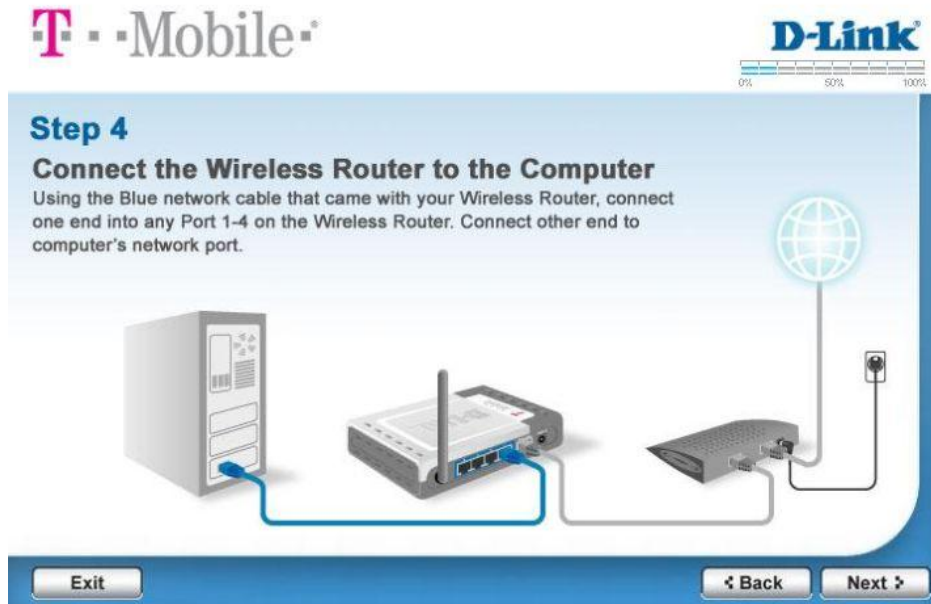 T··Mobile·
D-Link
0% 50% 100%
Step 4
Connect the Wireless Router to the Computer
Using the Blue network cable that came with your Wireless Router, connect
one end into any Port 1-4 on the Wireless Router. Connect other end to
computer's network port.
Exit
Back
Next